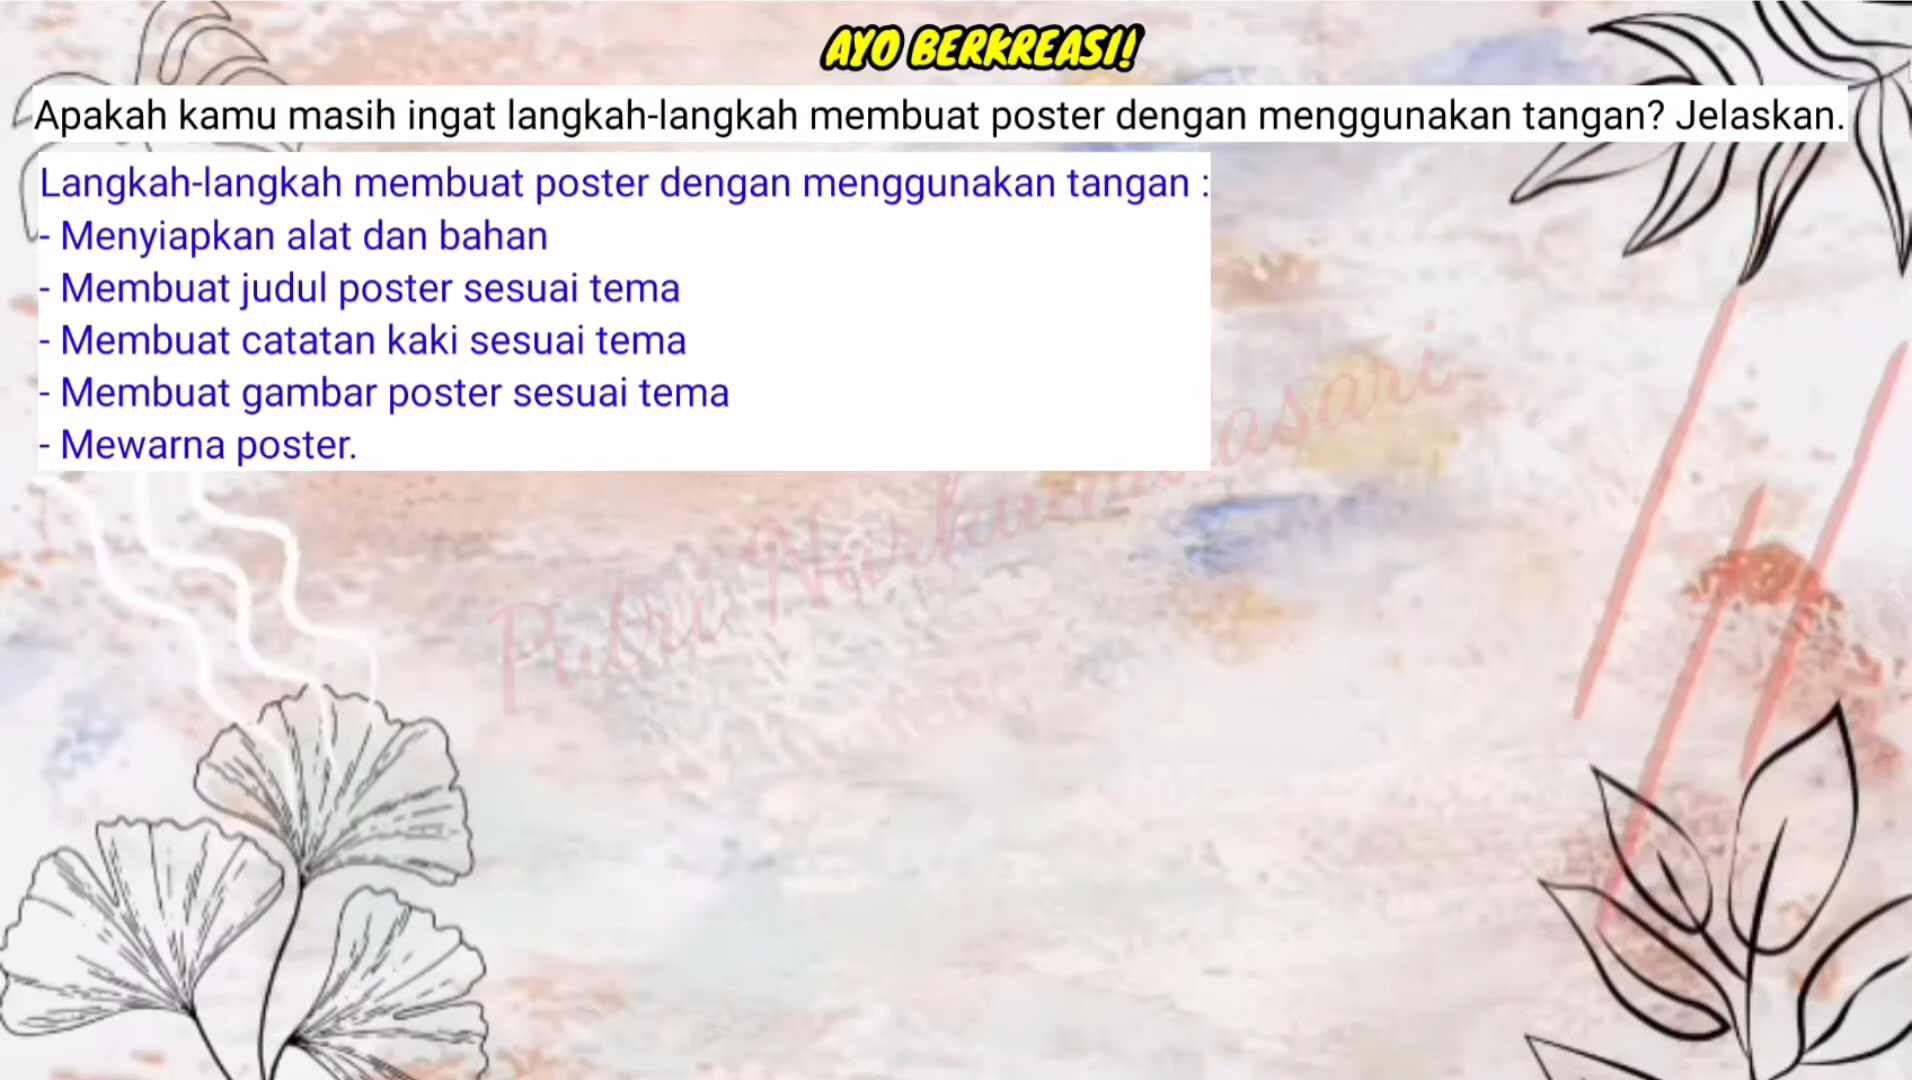 AYO BERKREASI!
Apakah kamu masih ingat langkah-langkah membuat poster dengan menggunakan tangan? Jelaskan.
Langkah-langkah membuat poster dengan menggunakan tangan :
- Menyiapkan alat dan bahan
- Membuat judul poster sesuai tema
- Membuat catatan kaki sesuai tema
- Membuat gambar poster sesuai tema
- Mewarna poster.
Putri